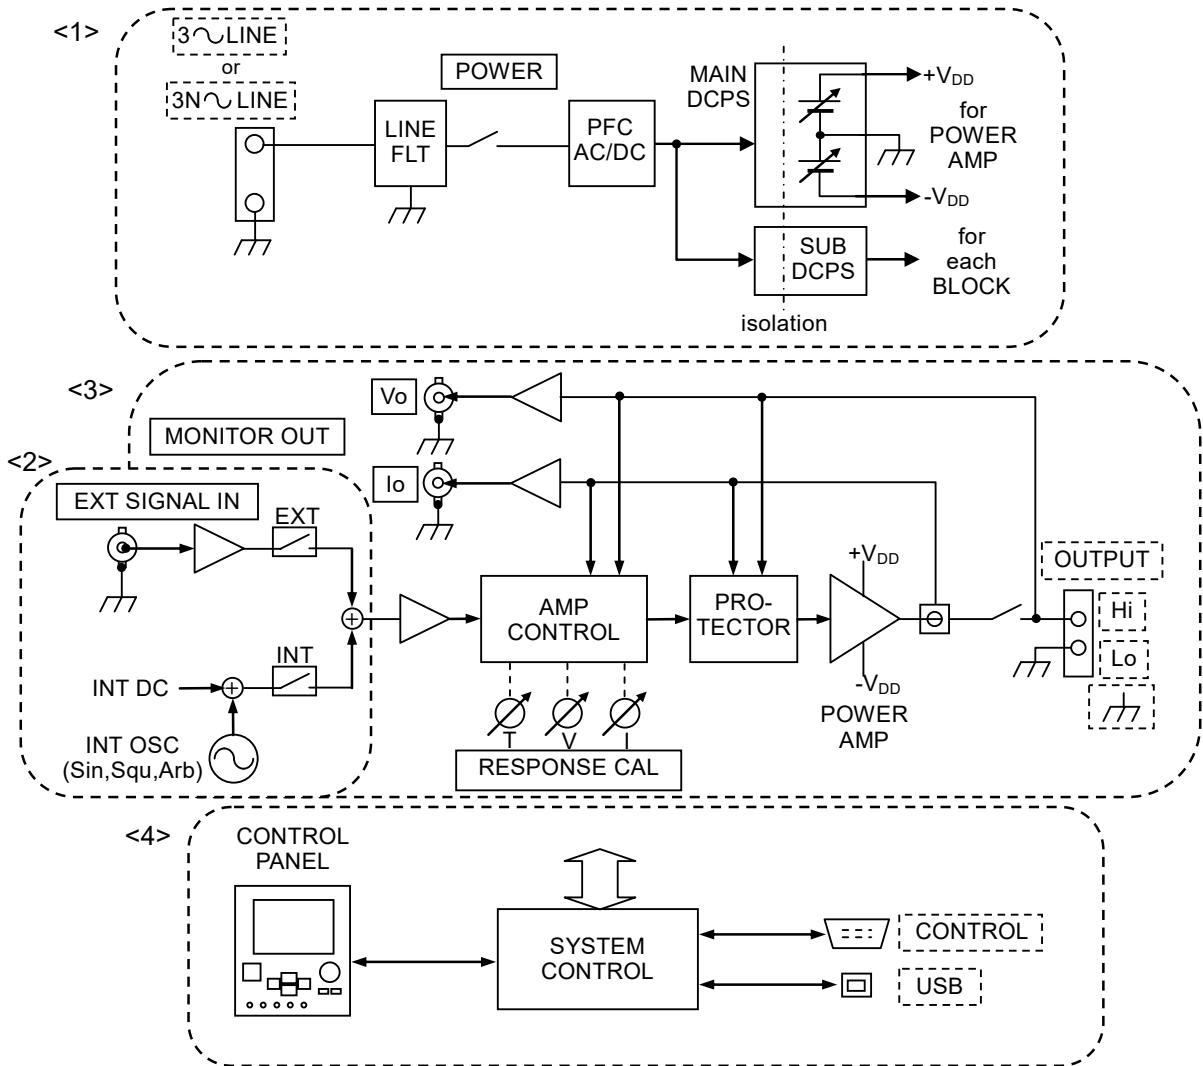 <1>
3∿LINE
or
3N∿LINE
POWER
LINE
FLT
PFC
AC/DC
MAIN
DCPS
+VDD
for
POWER
AMP
-VDD
SUB
DCPS
for
each
BLOCK
isolation
<3>
Vo
MONITOR OUT
Io
<2>
EXT SIGNAL IN
EXT
INT
INT DC
INT OSC
(Sin,Squ,Arb)
AMP
CONTROL
T
V
I
RESPONSE CAL
PRO-
TECTOR
+VDD
-VDD
POWER
AMP
OUTPUT
Hi
Lo
<4>
CONTROL
PANEL
SYSTEM
CONTROL
CONTROL
USB